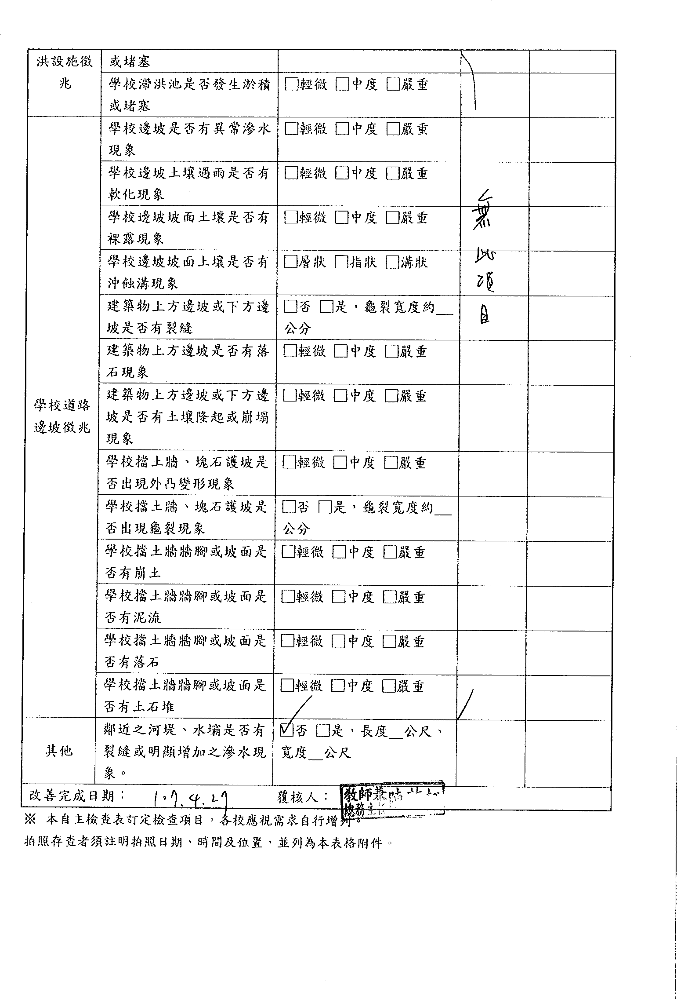 洪設施徵
兆
或堵塞
學校滯洪池是否發生淤積
或堵塞
□輕微 □中度 □嚴重
學校道路
邊坡徵兆
學校邊坡是否有異常滲水
現象
□輕微 □中度 □嚴重
學校邊坡土壤遇雨是否有
軟化現象
□輕微 □中度 □嚴重
學校邊坡坡面土壤是否有
裸露現象
□輕微 □中度 □嚴重
無
此
項
目
學校邊坡坡面土壤是否有
沖蝕溝現象
□層狀 □指狀 □溝狀
建築物上方邊坡或下方邊
坡是否有裂縫
□否 □是，龜裂寬度約__
公分
建築物上方邊坡是否有落
石現象
□輕微 □中度 □嚴重
建築物上方邊坡或下方邊
坡是否有土壤隆起或崩塌
現象
□輕微 □中度 □嚴重
學校擋土牆、塊石護坡是
否出現外凸變形現象
□輕微 □中度 □嚴重
學校擋土牆、塊石護坡是
否出現龜裂現象
□否 □是，龜裂寬度約__
公分
學校擋土牆牆腳或坡面是
否有崩土
□輕微 □中度 □嚴重
學校擋土牆牆腳或坡面是
否有泥流
□輕微 □中度 □嚴重
學校擋土牆牆腳或坡面是
否有落石
□輕微 □中度 □嚴重
學校擋土牆牆腳或坡面是
否有土石堆
□輕微 □中度 □嚴重
其他
鄰近之河堤、水壩是否有
裂縫或明顯增加之滲水現
象。
☑否 □是，長度__公尺、
寬度__公尺
改善完成日期： 107.4.27 覆核人：
教師兼
總務主任
※ 本自主檢查表訂定檢查項目，各校應視需求自行增列。
拍照存查者須註明拍照日期、時間及位置，並列為本表格附件。